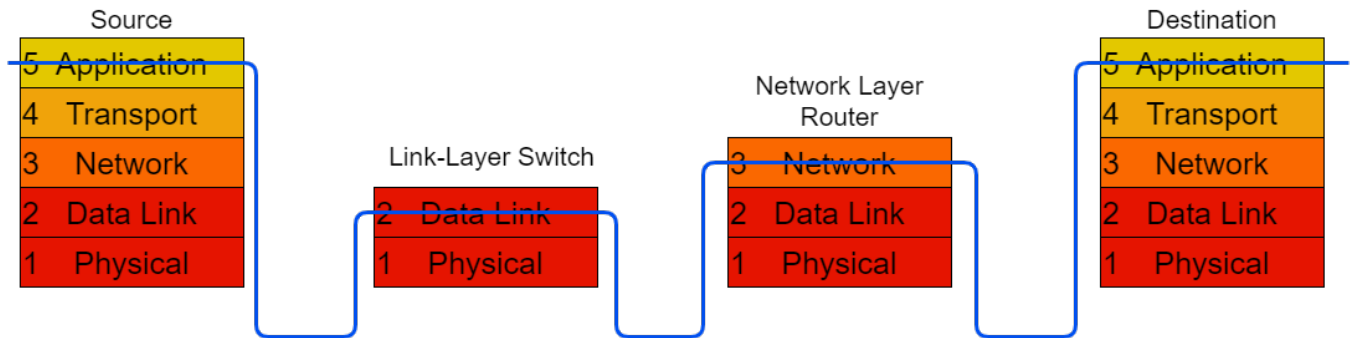 Source
5 Application
4 Transport
3 Network
2 Data Link
1 Physical
Link-Layer Switch
2 Data Link
1 Physical
Network Layer
Router
3 Network
2 Data Link
1 Physical
Destination
5 Application
4 Transport
3 Network
2 Data Link
1 Physical